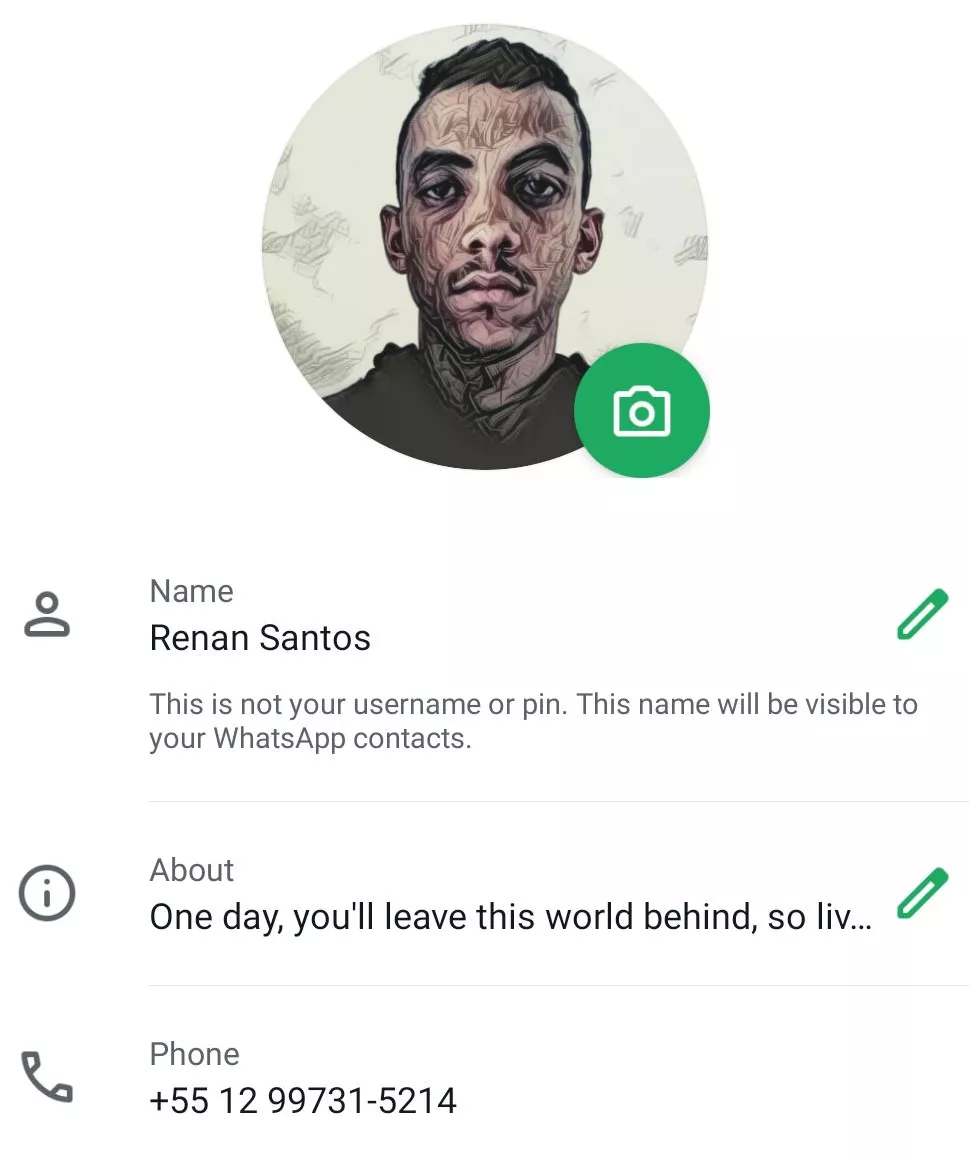 Name
Renan Santos
This is not your username or pin. This name will be visible to
your WhatsApp contacts.
About
One day, you'll leave this world behind, so liv...
Phone
+55 12 99731-5214